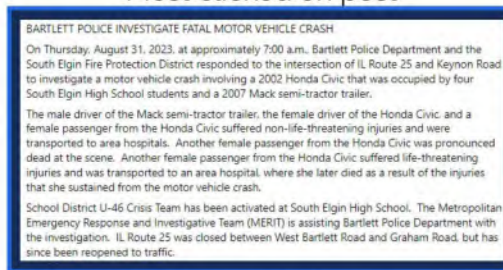 BARTLETT POLICE INVESTIGATE FATAL MOTOR VEHICLE CRASH
On Thursday, August 31, 2023, at approximately 7:00 a.m., Bartlett Police Department and the
South Elgin Fire Protection District responded to the intersection of IL Route 25 and Kenyon Road
to investigate a motor vehicle crash involving a 2002 Honda Civic that was occupied by four
South Elgin High School students and a 2007 Mack semi-tractor trailer.
The male driver of the Mack semi-tractor trailer, the female driver of the Honda Civic, and a
female passenger from the Honda Civic suffered non-life-threatening injuries and were
transported to area hospitals. Another female passenger from the Honda Civic was pronounced
dead at the scene. Another female passenger from the Honda Civic suffered life-threatening
injuries and was transported to an area hospital, where she later died as a result of the injuries
that she sustained from the motor vehicle crash.
School District U-46 Crisis Team has been activated at South Elgin High School. The Metropolitan
Emergency Response and Investigative Team (MERIT) is assisting Bartlett Police Department with
the investigation. IL Route 25 was closed between West Bartlett Road and Graham Road, but has
since been reopened to traffic.